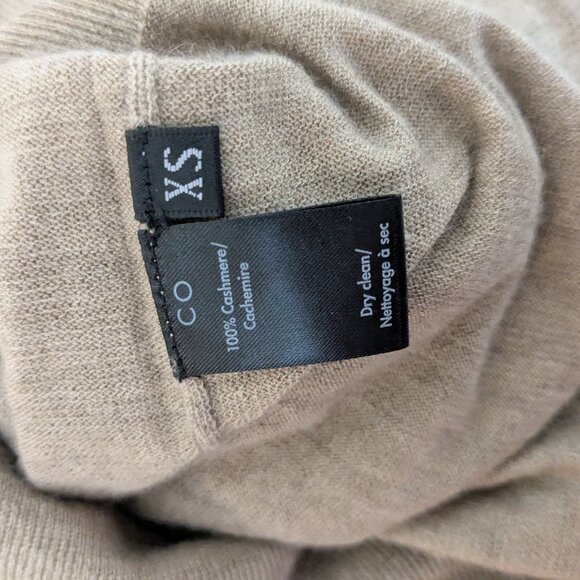 XS
CO
100% Cashmere/
Cachemire
Dry clean/
Nettoyage à sec